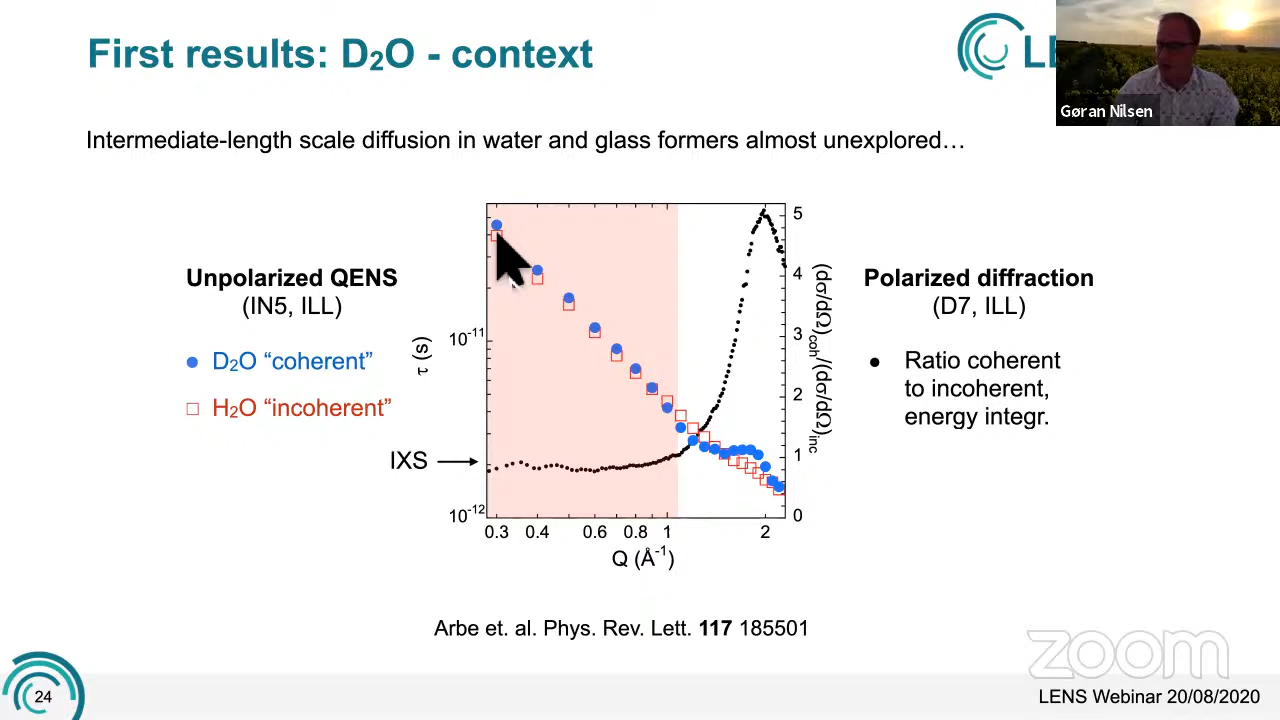 First results: D2O - context
LE
Gøran Nilsen
Intermediate-length scale diffusion in water and glass formers almost unexplored…
Unpolarized QENS
(IN5, ILL)
D2O “coherent”
H2O “incoherent”
IXS
τ (s)
10-11
10-12
0.3 0.4 0.6 0.8 1 2
Q (Å-1)
5
4
3
2
1
0
(dσ/dΩ)coh/(dσ/dΩ)inc
Polarized diffraction
(D7, ILL)
Ratio coherent
to incoherent,
energy integr.
Arbe et. al. Phys. Rev. Lett. 117 185501
zoom
24
LENS Webinar 20/08/2020